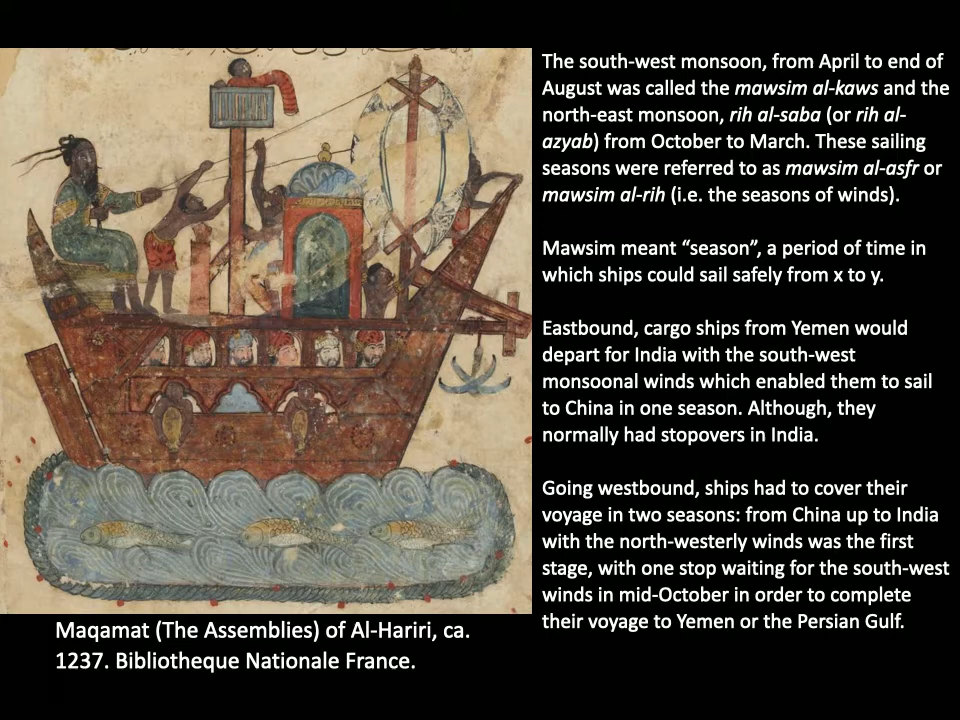 The south-west monsoon, from April to end of
August was called the mawsim al-kaws and the
north-east monsoon, rih al-saba (or rih al-
azyab) from October to March. These sailing
seasons were referred to as mawsim al-asfr or
mawsim al-rih (i.e. the seasons of winds).
Mawsim meant “season”, a period of time in
which ships could sail safely from x to y.
Eastbound, cargo ships from Yemen would
depart for India with the south-west
monsoonal winds which enabled them to sail
to China in one season. Although, they
normally had stopovers in India.
Going westbound, ships had to cover their
voyage in two seasons: from China up to India
with the north-westerly winds was the first
stage, with one stop waiting for the south-west
winds in mid-October in order to complete
their voyage to Yemen or the Persian Gulf.
Maqamat (The Assemblies) of Al-Hariri, ca.
1237. Bibliotheque Nationale France.